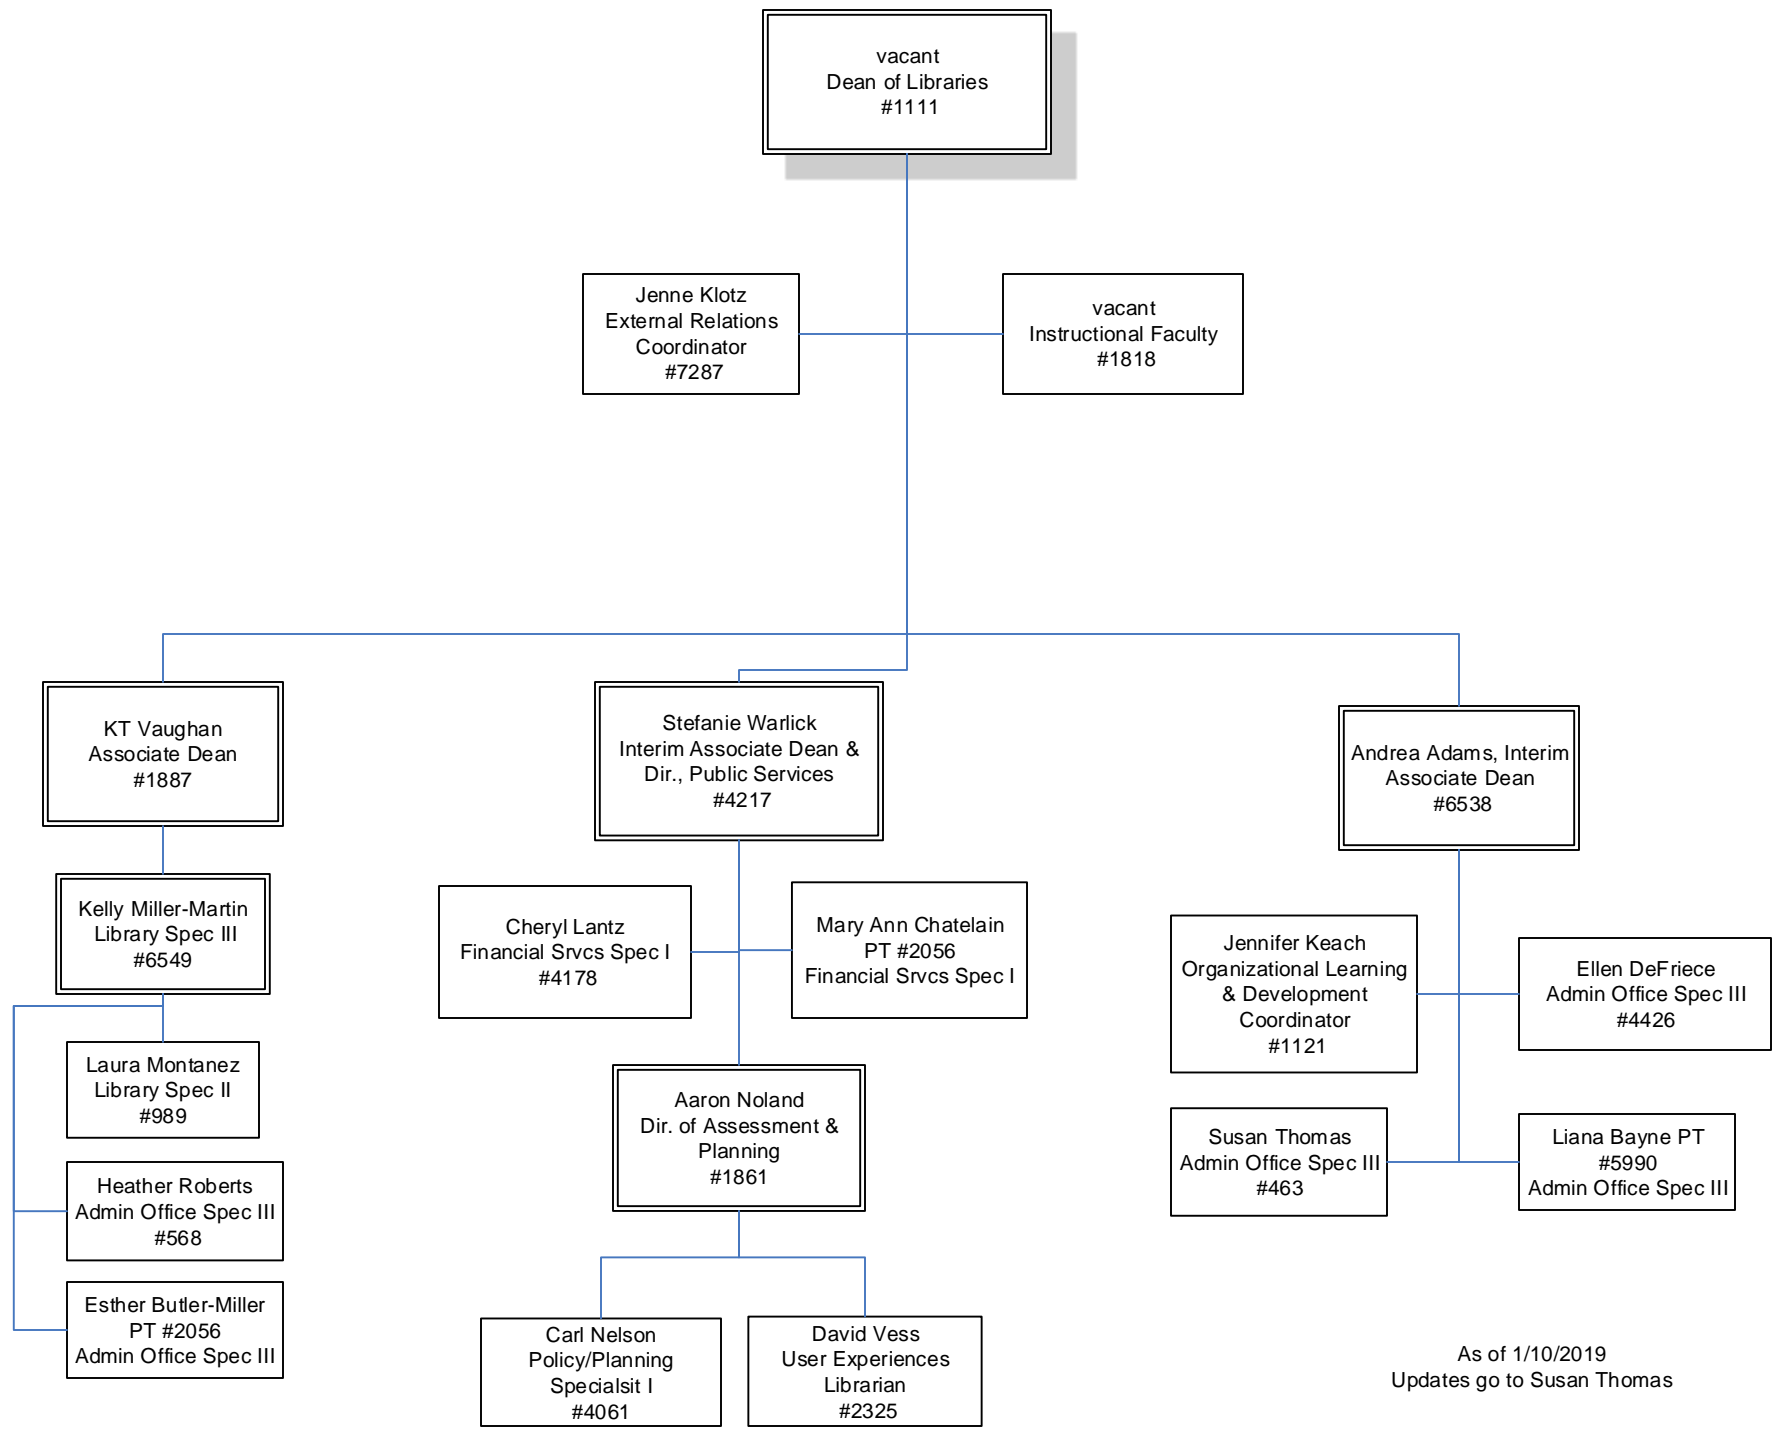 vacant
Dean of Libraries
#1111
Jenne Klotz
External Relations
Coordinator
#7287
vacant
Instructional Faculty
#1818
KT Vaughan
Associate Dean
#1887
Stefanie Warlick
Interim Associate Dean &
Dir., Public Services
#4217
Andrea Adams, Interim
Associate Dean
#6538
Kelly Miller-Martin
Library Spec III
#6549
Cheryl Lantz
Financial Srvcs Spec I
#4178
Mary Ann Chatelain
PT #2056
Financial Srvcs Spec I
Jennifer Keach
Organizational Learning
& Development
Coordinator
#1121
Ellen DeFriece
Admin Office Spec III
#4426
Laura Montanez
Library Spec II
#989
Aaron Noland
Dir. of Assessment &
Planning
#1861
Susan Thomas
Admin Office Spec III
#463
Liana Bayne PT
#5990
Admin Office Spec III
Heather Roberts
Admin Office Spec III
#568
Esther Butler-Miller
PT #2056
Admin Office Spec III
Carl Nelson
Policy/Planning
Specialsit I
#4061
David Vess
User Experiences
Librarian
#2325
As of 1/10/2019
Updates go to Susan Thomas